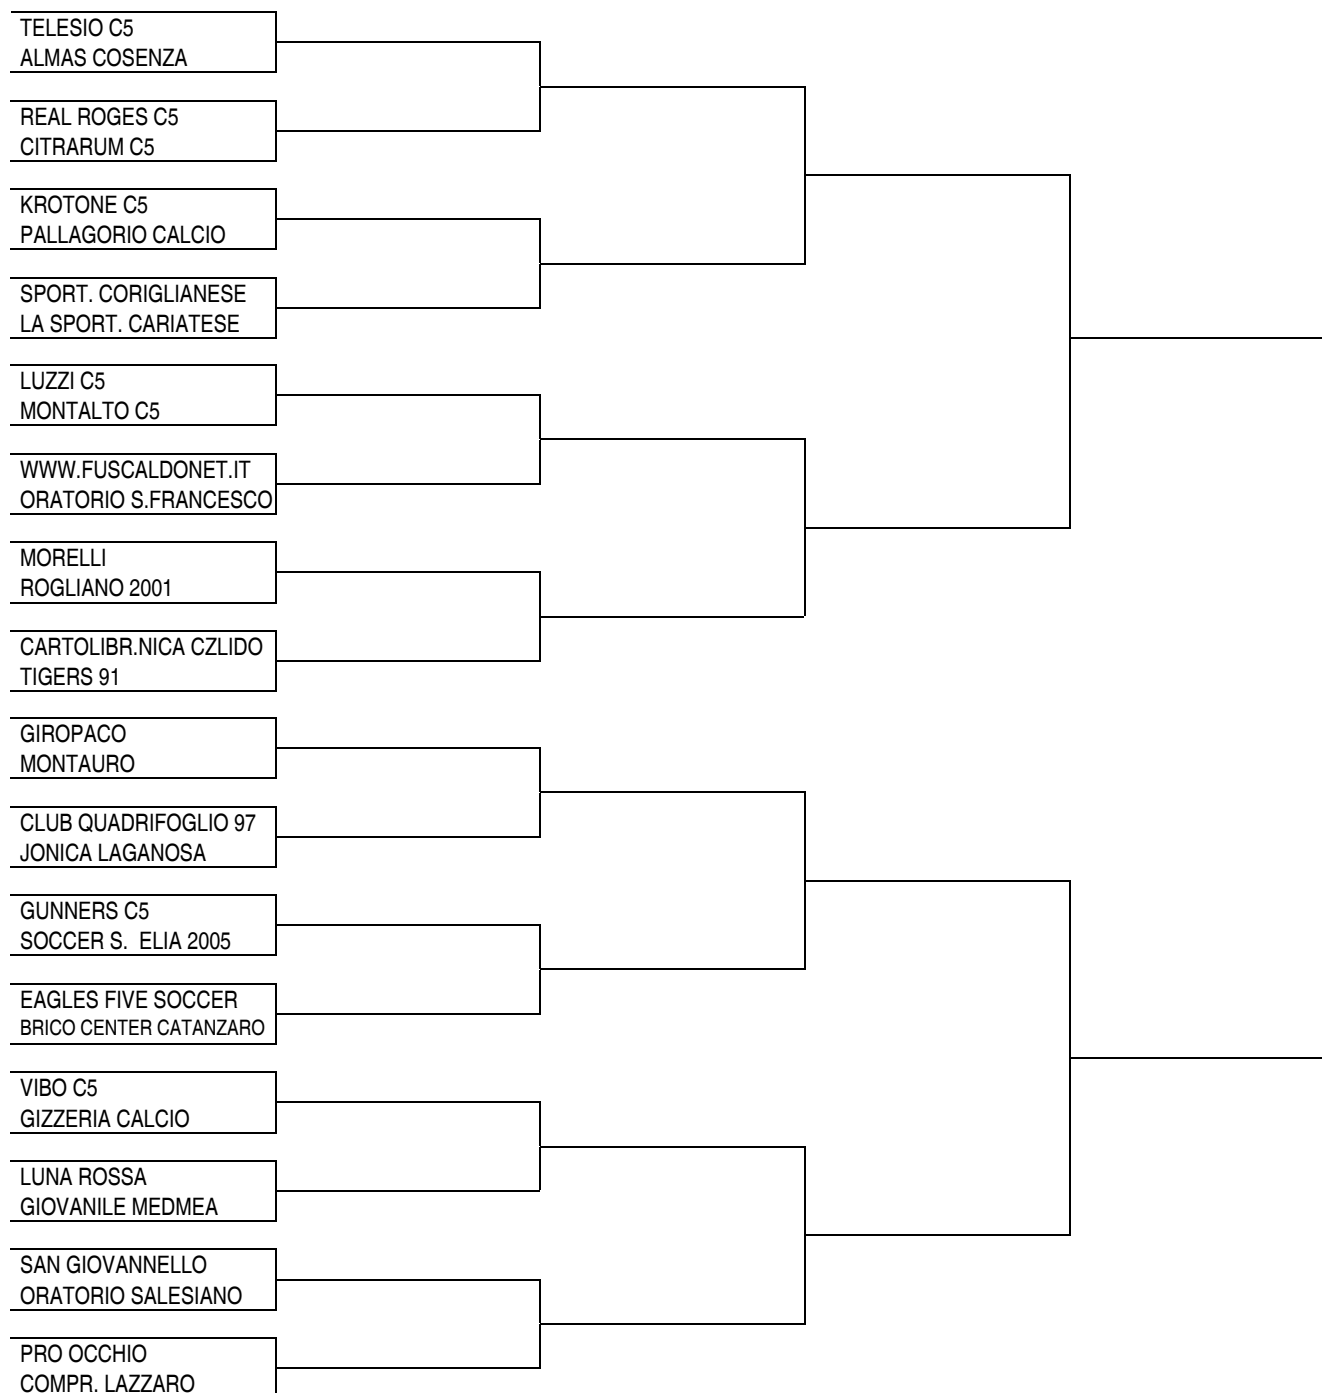 TELESIO C5
ALMAS COSENZA
REAL ROGES C5
CITRARUM C5
KROTONE C5
PALLAGORIO CALCIO
SPORT. CORIGLIANESE
LA SPORT. CARIATESE
LUZZI C5
MONTALTO C5
WWW.FUSCALDONET.IT
ORATORIO S.FRANCESCO
MORELLI
ROGLIANO 2001
CARTOLIBR.NICA CZLIDO
TIGERS 91
GIROPACO
MONTAURO
CLUB QUADRIFOGLIO 97
JONICA LAGANOSA
GUNNERS C5
SOCCER S. ELIA 2005
EAGLES FIVE SOCCER
BRICO CENTER CATANZARO
VIBO C5
GIZZERIA CALCIO
LUNA ROSSA
GIOVANILE MEDMEA
SAN GIOVANNELLO
ORATORIO SALESIANO
PRO OCCHIO
COMPR. LAZZARO